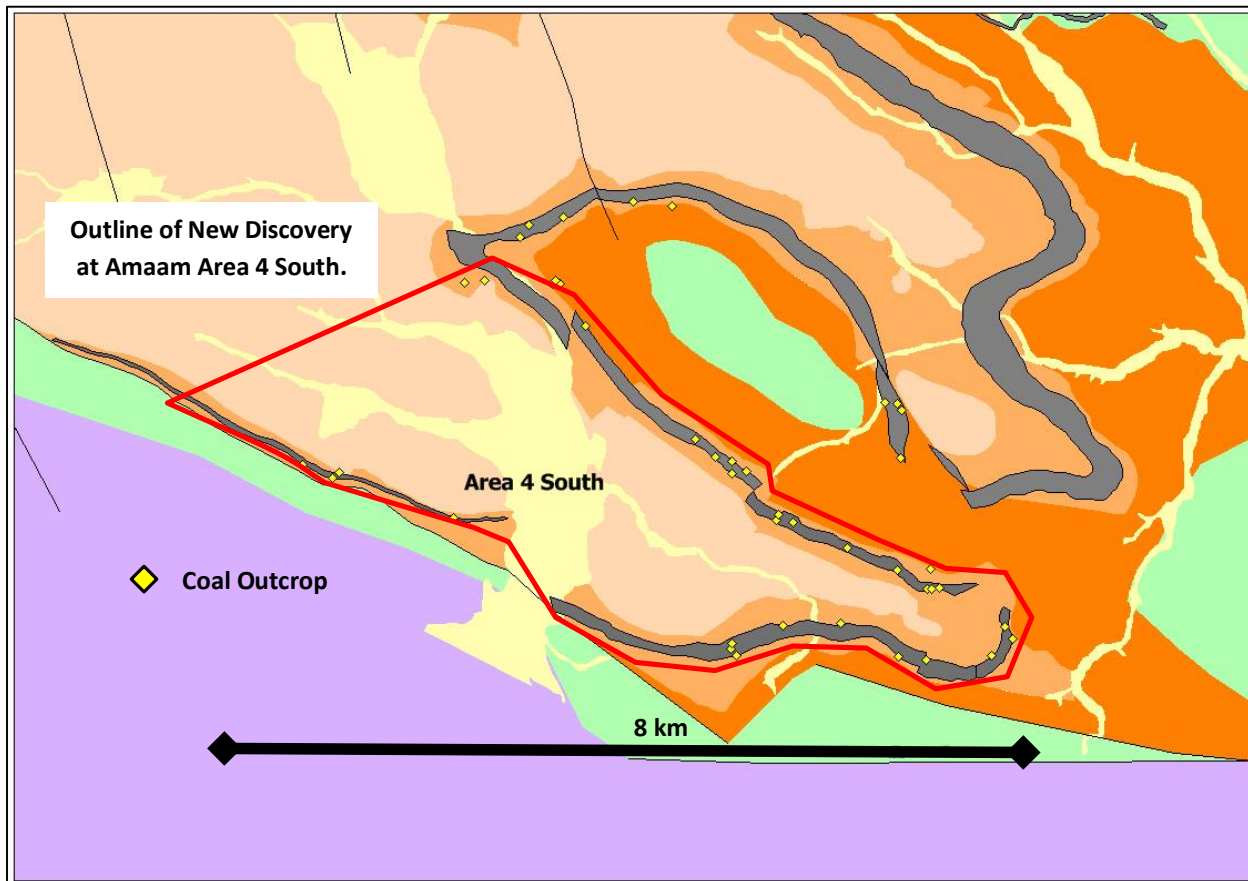 Outline of New Discovery
at Amaam Area 4 South.
Area 4 South
Coal Outcrop
8 km